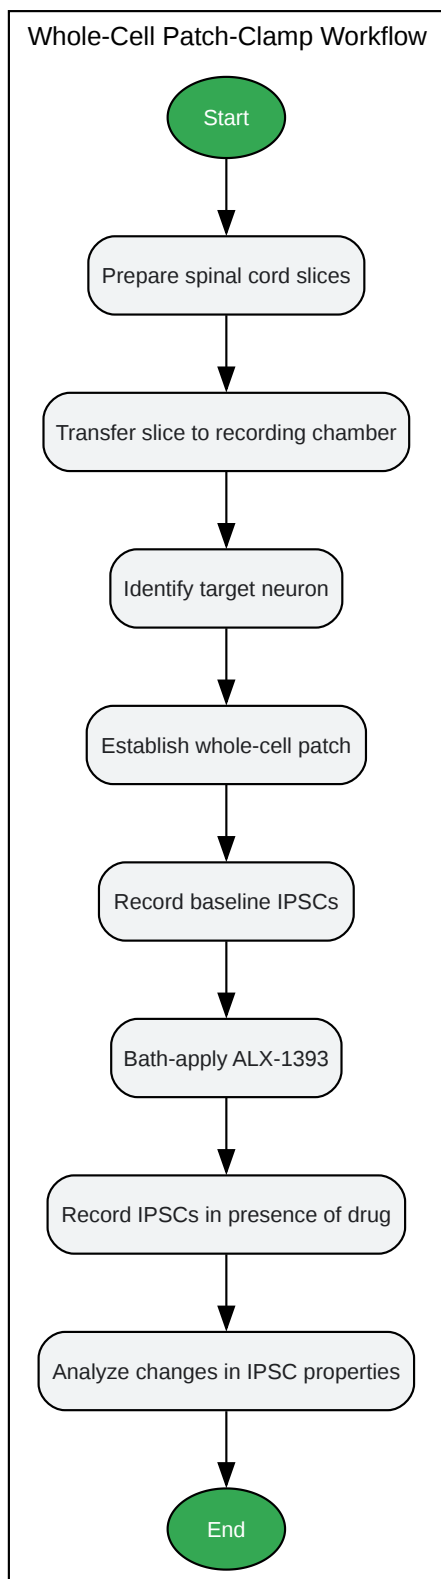 Whole-Cell Patch-Clamp Workflow
Start
Prepare spinal cord slices
Transfer slice to recording chamber
Identify target neuron
Establish whole-cell patch
Record baseline IPSCs
Bath-apply ALX-1393
Record IPSCs in presence of drug
Analyze changes in IPSC properties
End